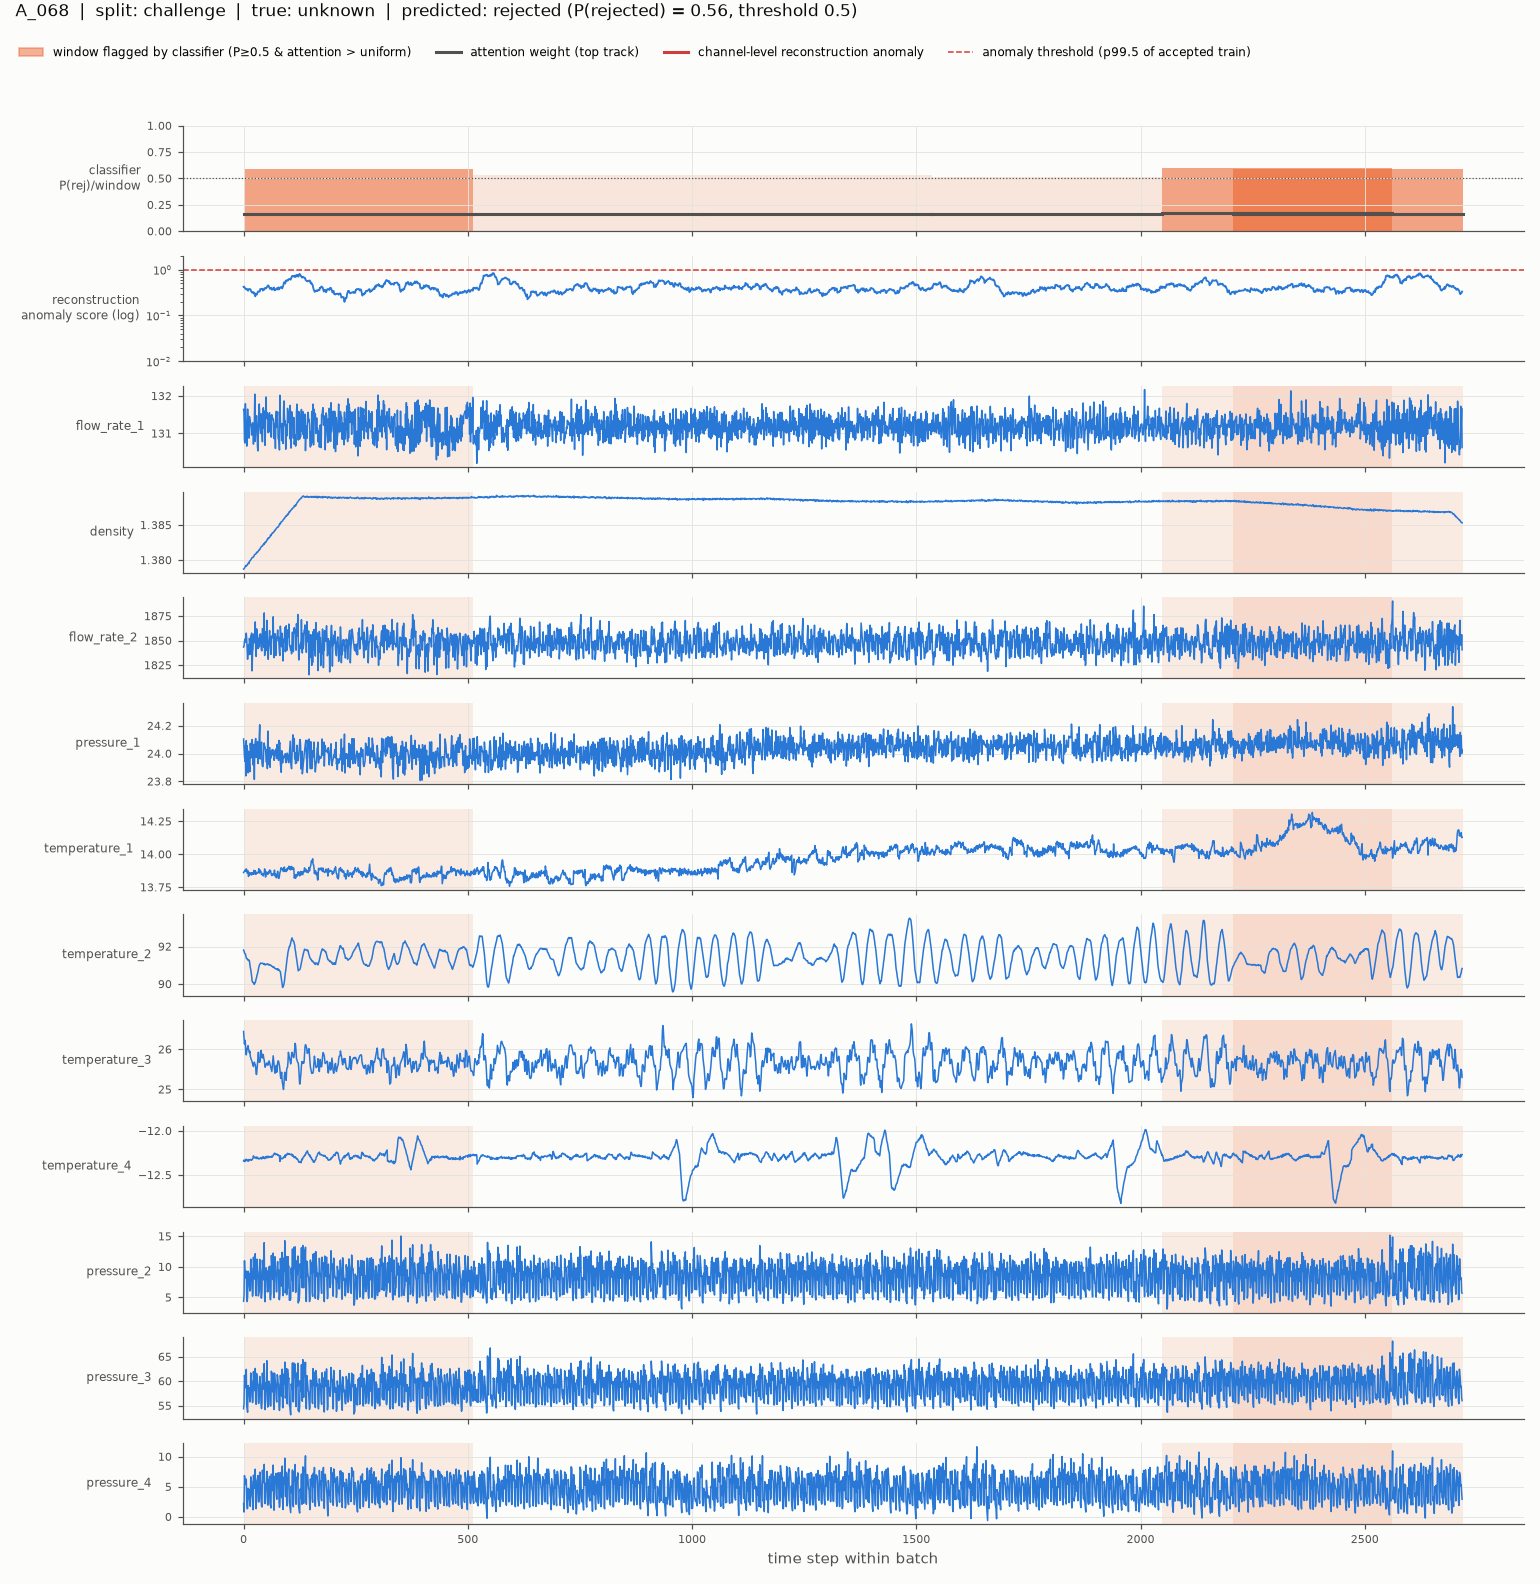 A_068 | split: challenge | true: unknown | predicted: rejected (P(rejected) = 0.56, threshold 0.5)
window flagged by classifier (P≥0.5 & attention > uniform)
attention weight (top track)
channel-level reconstruction anomaly
anomaly threshold (p99.5 of accepted train)
1.00
0.75
0.50
0.25
0.00
classifier
P(rej)/window
10⁰
10⁻¹
10⁻²
reconstruction
anomaly score (log)
132
131
flow_rate_1
1.385
1.380
density
1875
1850
1825
flow_rate_2
24.2
24.0
23.8
pressure_1
14.25
14.00
13.75
temperature_1
92
90
temperature_2
26
25
temperature_3
−12.0
−12.5
temperature_4
15
10
5
pressure_2
65
60
55
pressure_3
10
5
0
pressure_4
0
500
1000
1500
2000
2500
time step within batch